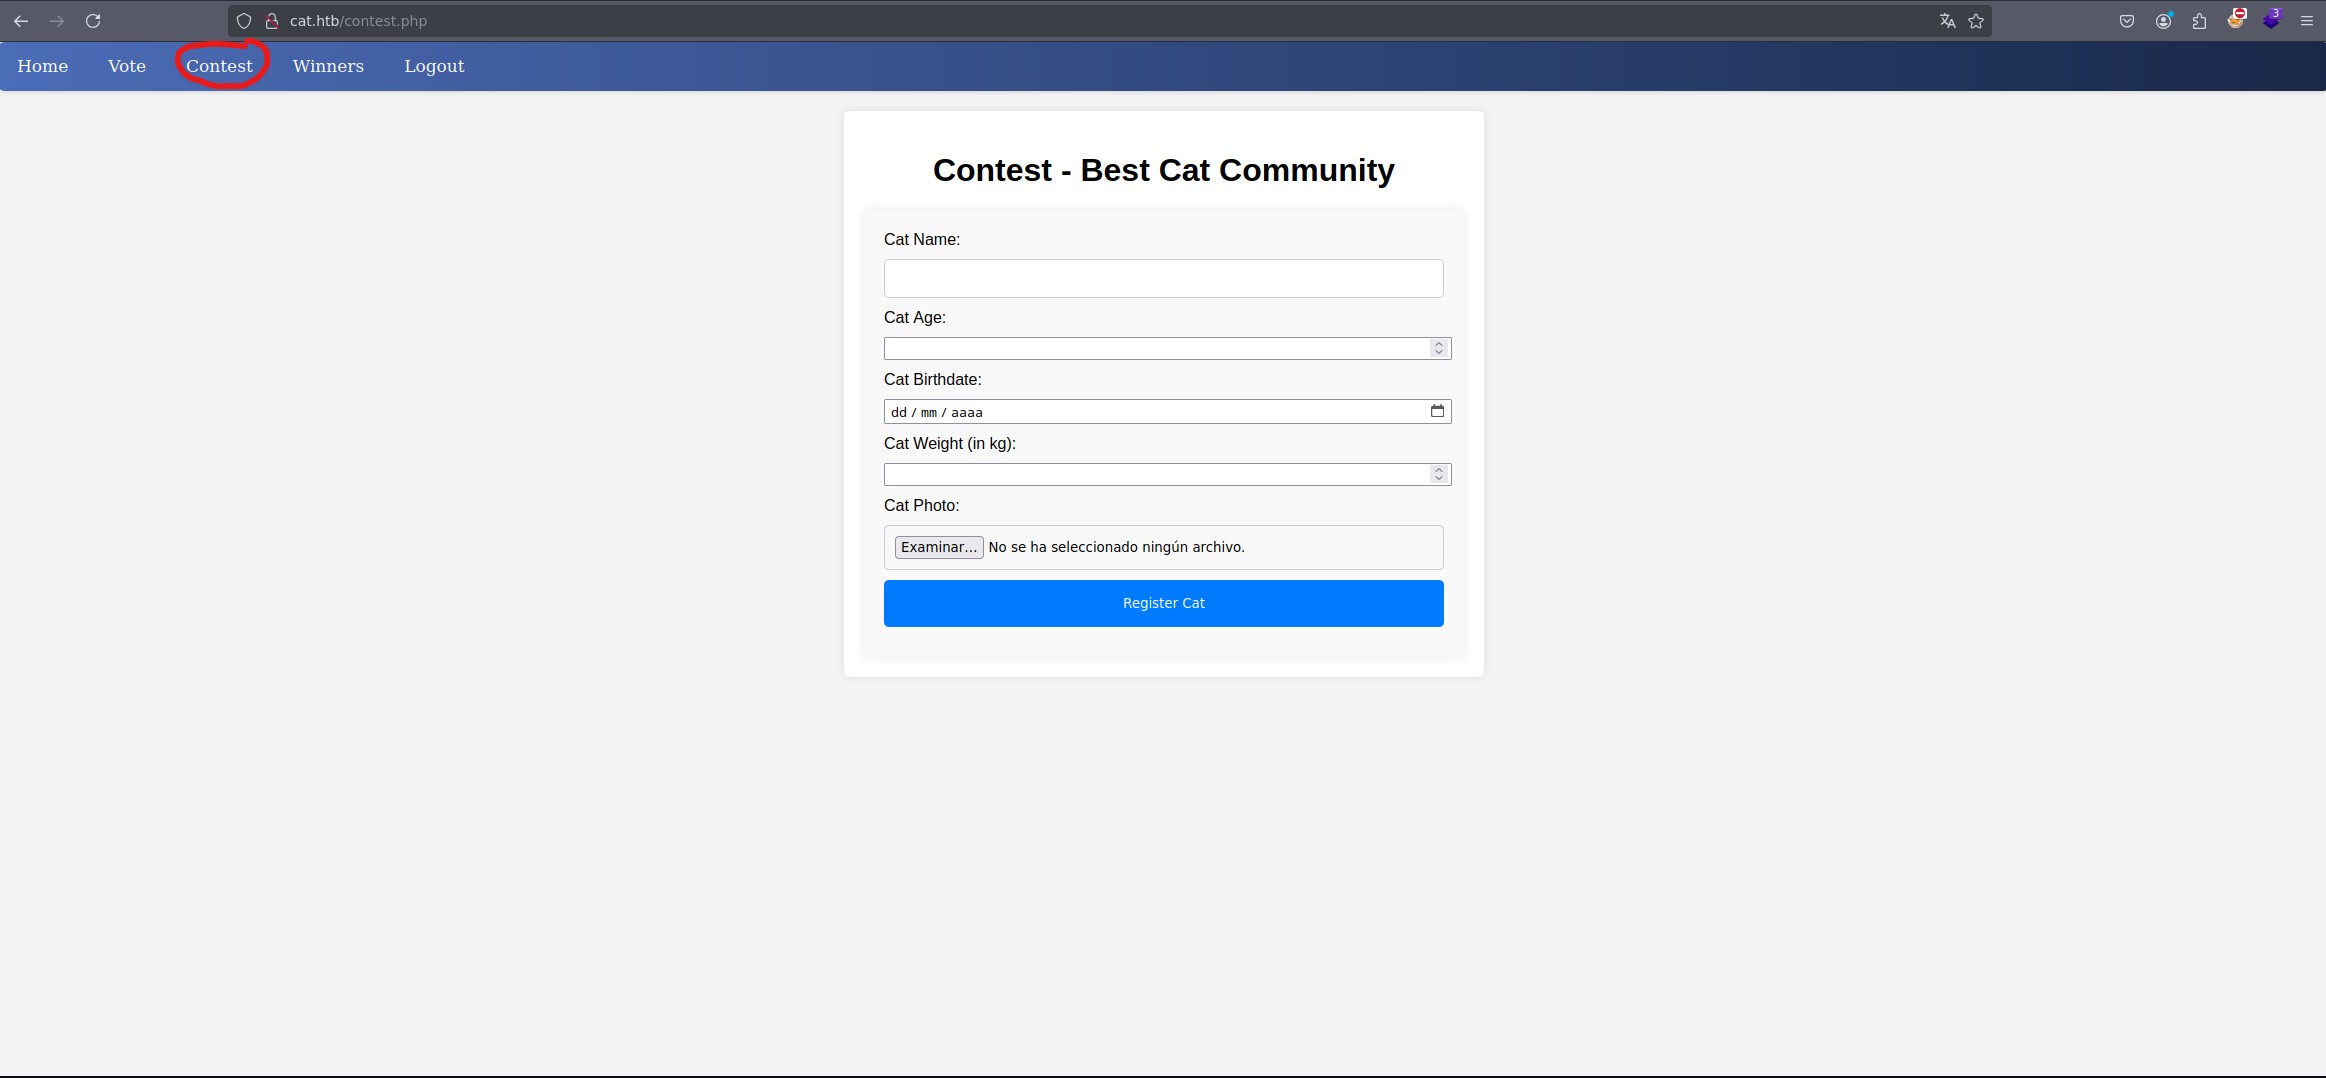 cat.htb/contest.php
3
Home Vote Contest Winners Logout
Contest - Best Cat Community
Cat Name:
Cat Age:
Cat Birthdate:
dd / mm / aaaa
Cat Weight (in kg):
Cat Photo:
Examinar... No se ha seleccionado ningún archivo.
Register Cat